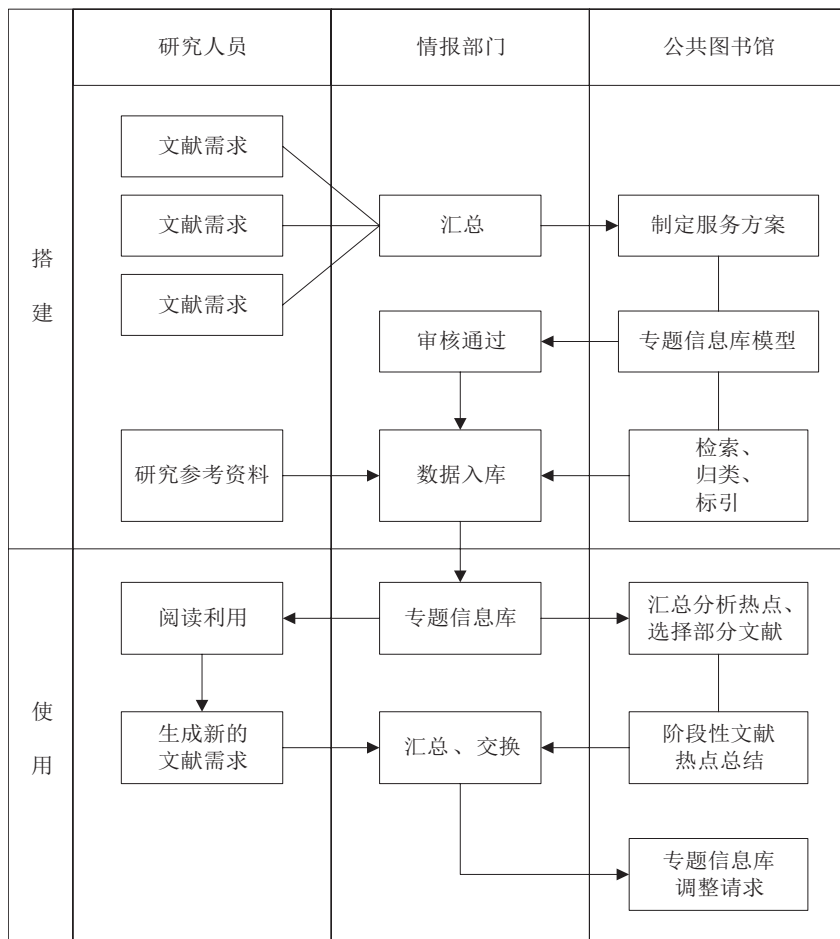 研究人员
情报部门
公共图书馆
搭
建
文献需求
文献需求
汇总
制定服务方案
文献需求
审核通过
专题信息库模型
研究参考资料
数据入库
检索、
归类、
标引
使
用
阅读利用
专题信息库
汇总分析热点、
选择部分文献
生成新的
文献需求
汇总、交换
阶段性文献
热点总结
专题信息库
调整请求